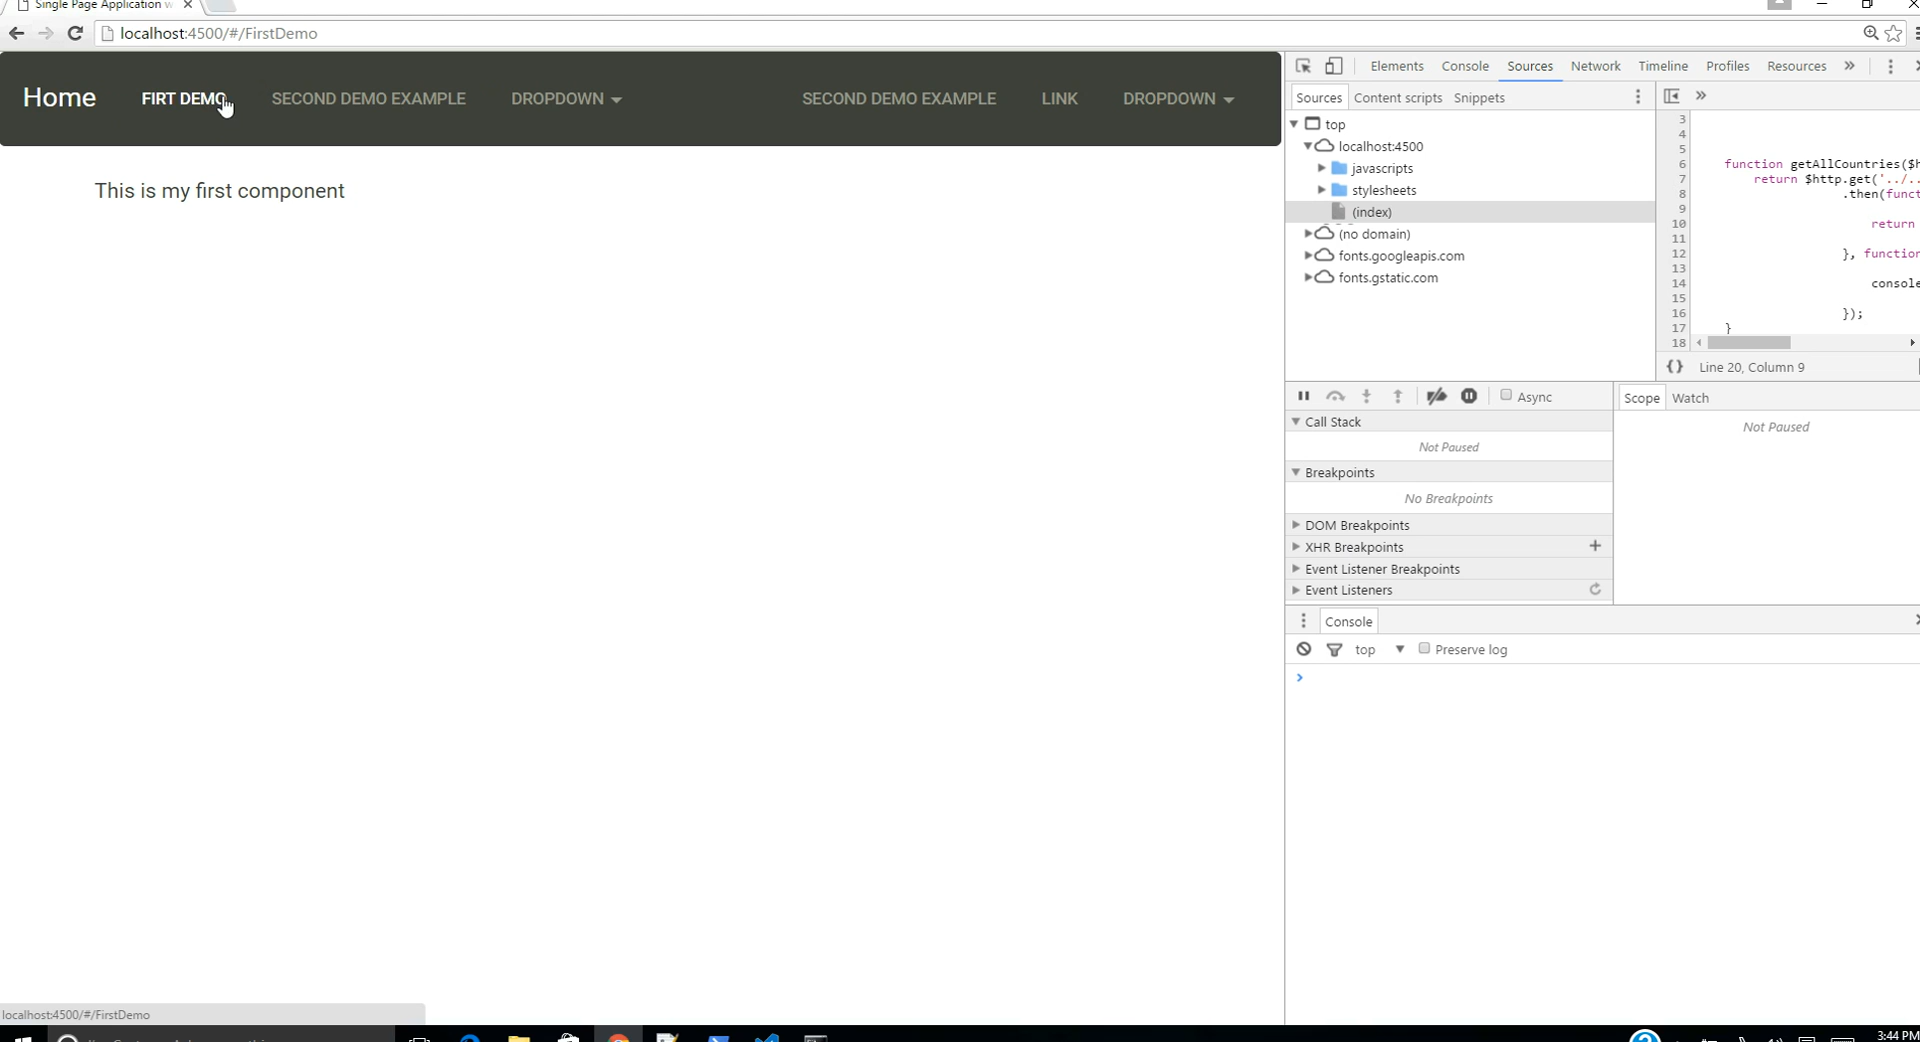 Single Page Application w
localhost:4500/#/FirstDemo
Home FIRT DEMO SECOND DEMO EXAMPLE DROPDOWN SECOND DEMO EXAMPLE LINK DROPDOWN
This is my first component
Elements Console Sources Network Timeline Profiles Resources »
Sources Content scripts Snippets
top
localhost:4500
javascripts
stylesheets
(index)
(no domain)
fonts.googleapis.com
fonts.gstatic.com
3
4
5
6 function getAllCountries($h
7 return $http.get('../..
8 .then(funct
9
10 return
11
12 }, function
13
14 console
15
16 });
17 }
18
{} Line 20, Column 9
Async
Scope Watch
Call Stack
Not Paused
Not Paused
Breakpoints
No Breakpoints
DOM Breakpoints
XHR Breakpoints
Event Listener Breakpoints
Event Listeners
Console
top Preserve log
localhost:4500/#/FirstDemo
3:44 PM